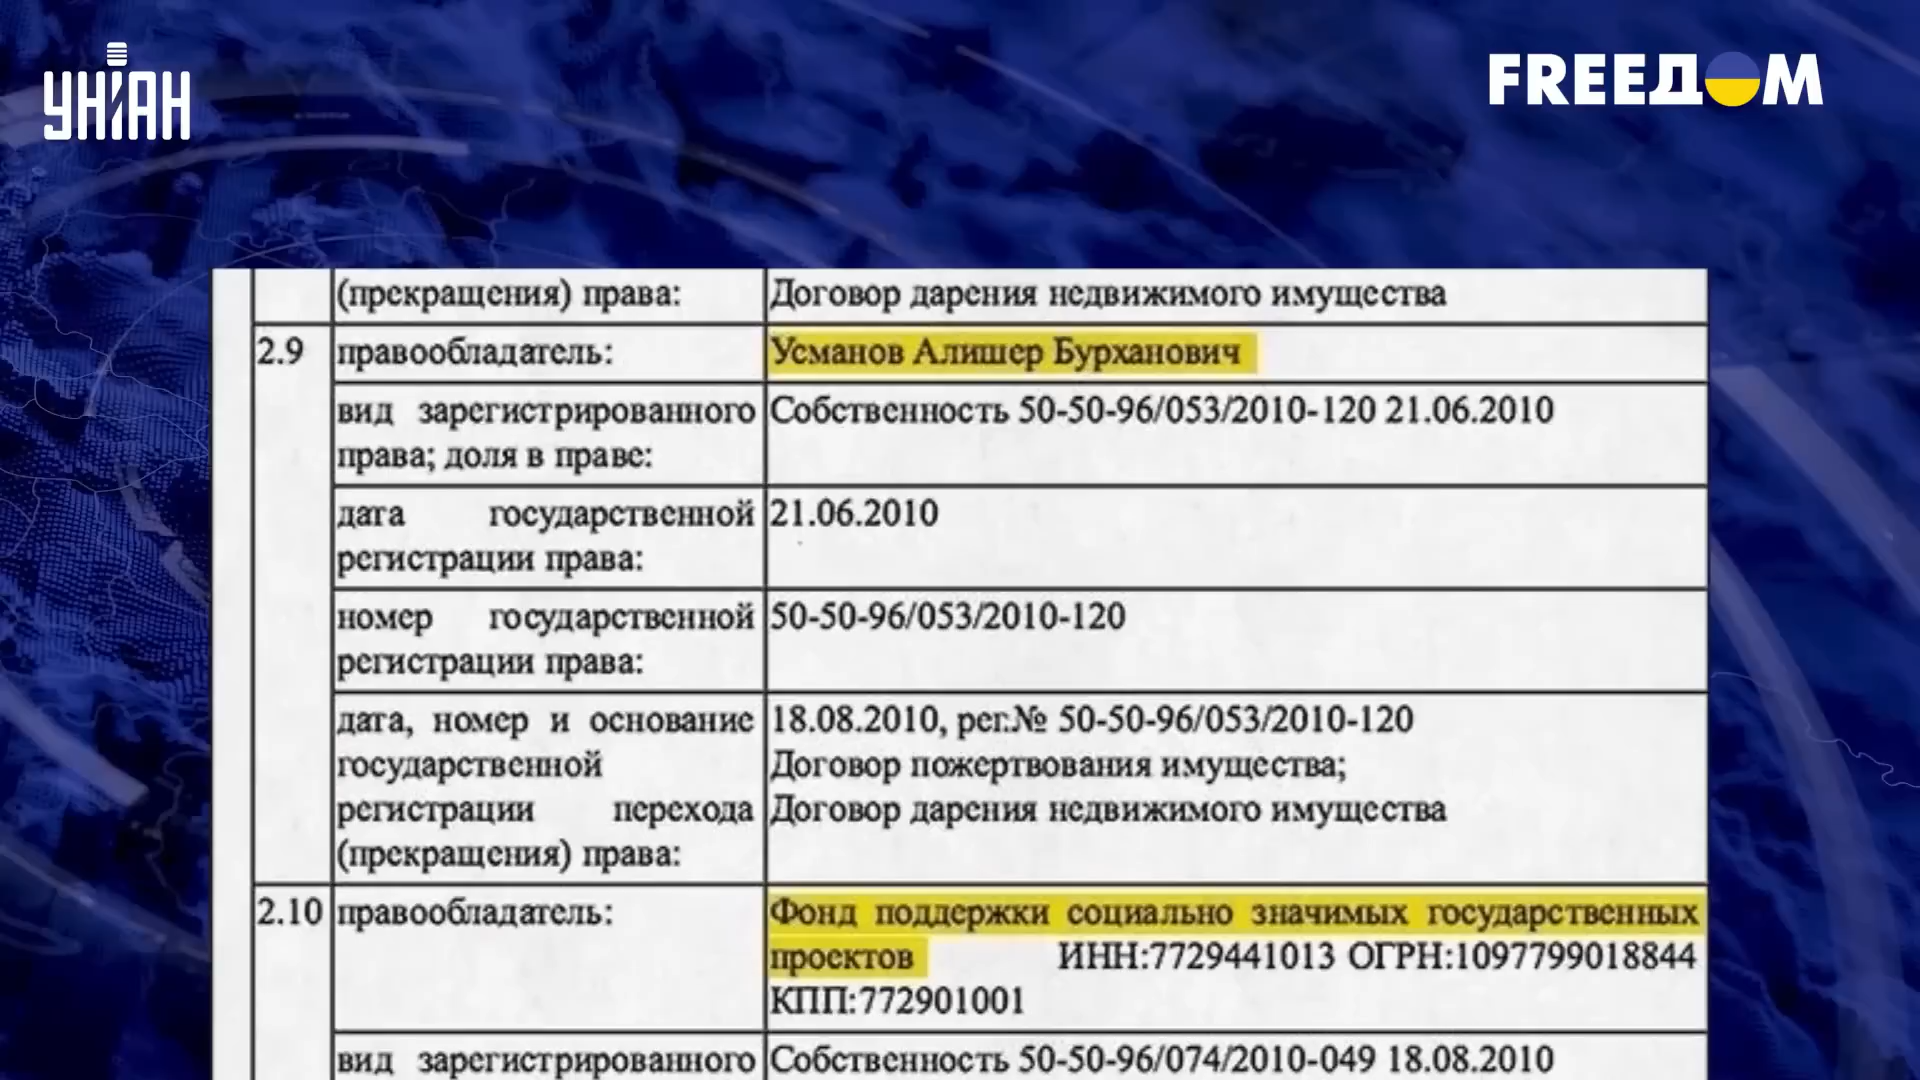 УНІАН
FREEДOM
(прекращения) права: Договор дарения недвижимого имущества
2.9 правообладатель: Усманов Алишер Бурханович
вид зарегистрированного Собственность 50-50-96/053/2010-120 21.06.2010
права; доля в праве:
дата государственной 21.06.2010
регистрации права:
номер государственной 50-50-96/053/2010-120
регистрации права:
дата, номер и основание 18.08.2010, рег.№ 50-50-96/053/2010-120
государственной Договор пожертвования имущества;
регистрации перехода Договор дарения недвижимого имущества
(прекращения) права:
2.10 правообладатель: Фонд поддержки социально значимых государственных
проектов ИНН:7729441013 ОГРН:1097799018844
КПП:772901001
вид зарегистрированного Собственность 50-50-96/074/2010-049 18.08.2010